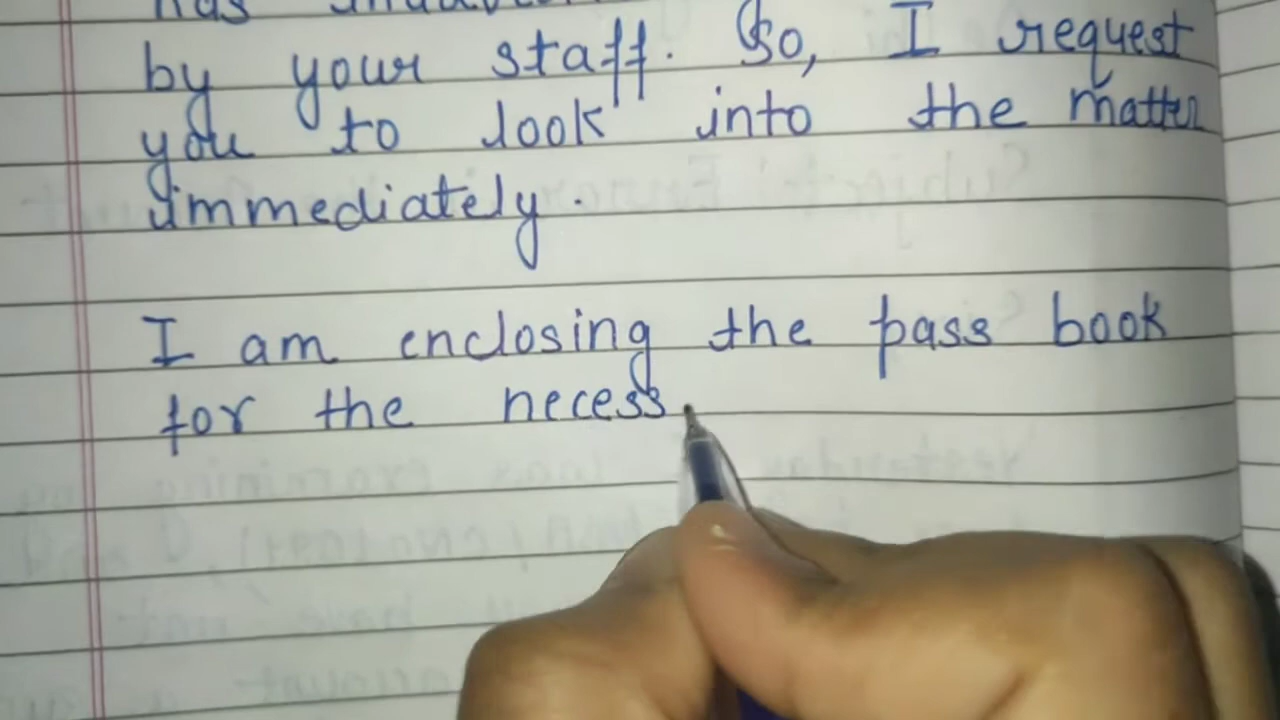 has
by your staff. So, I request
you to look into the matter
immediately.
I am enclosing the pass book
for the necess